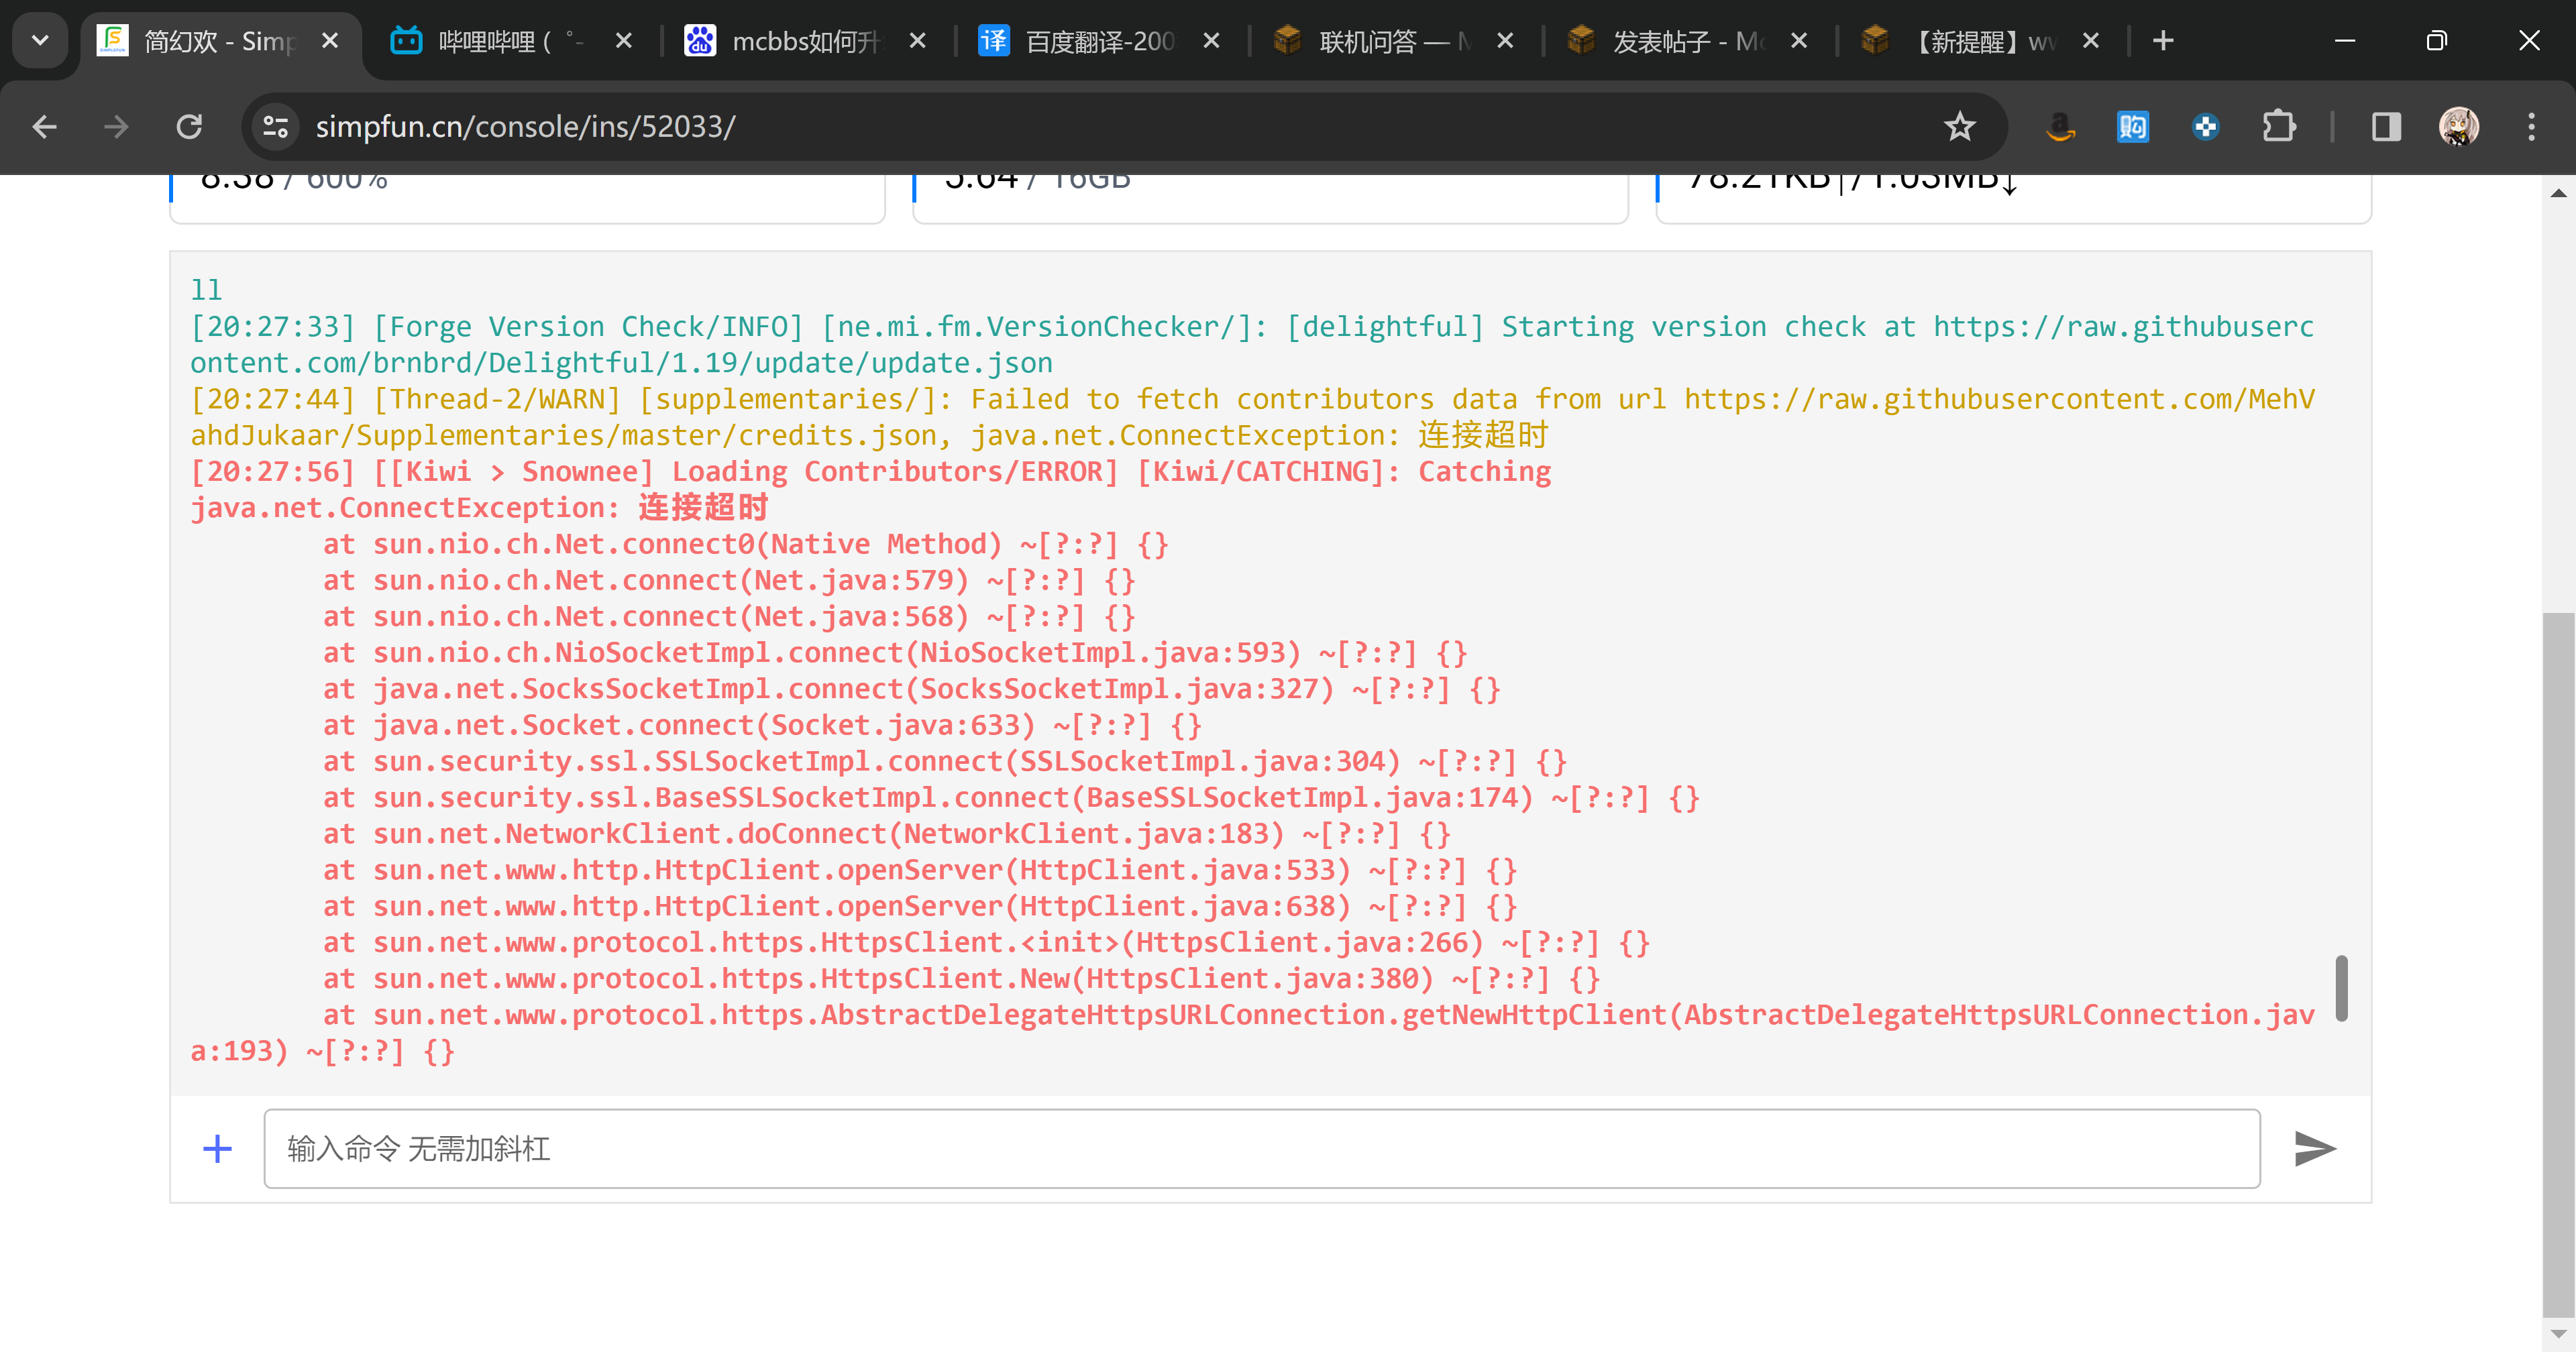 简幻欢 - Simp
哔哩哔哩 (゜-
mcbbs如何升
百度翻译-200
联机问答 — M
发表帖子 - Mc
【新提醒】ww
simpfun.cn/console/ins/52033/
8.38 / 600%
5.64 / 16GB
78.21KB↑/1.03MB↓
ll
[20:27:33] [Forge Version Check/INFO] [ne.mi.fm.VersionChecker/]: [delightful] Starting version check at https://raw.githubuserc
ontent.com/brnbrd/Delightful/1.19/update/update.json
[20:27:44] [Thread-2/WARN] [supplementaries/]: Failed to fetch contributors data from url https://raw.githubusercontent.com/MehV
ahdJukaar/Supplementaries/master/credits.json, java.net.ConnectException: 连接超时
[20:27:56] [[Kiwi > Snownee] Loading Contributors/ERROR] [Kiwi/CATCHING]: Catching
java.net.ConnectException: 连接超时
at sun.nio.ch.Net.connect0(Native Method) ~[?:?] {}
at sun.nio.ch.Net.connect(Net.java:579) ~[?:?] {}
at sun.nio.ch.Net.connect(Net.java:568) ~[?:?] {}
at sun.nio.ch.NioSocketImpl.connect(NioSocketImpl.java:593) ~[?:?] {}
at java.net.SocksSocketImpl.connect(SocksSocketImpl.java:327) ~[?:?] {}
at java.net.Socket.connect(Socket.java:633) ~[?:?] {}
at sun.security.ssl.SSLSocketImpl.connect(SSLSocketImpl.java:304) ~[?:?] {}
at sun.security.ssl.BaseSSLSocketImpl.connect(BaseSSLSocketImpl.java:174) ~[?:?] {}
at sun.net.NetworkClient.doConnect(NetworkClient.java:183) ~[?:?] {}
at sun.net.www.http.HttpClient.openServer(HttpClient.java:533) ~[?:?] {}
at sun.net.www.http.HttpClient.openServer(HttpClient.java:638) ~[?:?] {}
at sun.net.www.protocol.https.HttpsClient.<init>(HttpsClient.java:266) ~[?:?] {}
at sun.net.www.protocol.https.HttpsClient.New(HttpsClient.java:380) ~[?:?] {}
at sun.net.www.protocol.https.AbstractDelegateHttpsURLConnection.getNewHttpClient(AbstractDelegateHttpsURLConnection.jav
a:193) ~[?:?] {}
输入命令 无需加斜杠